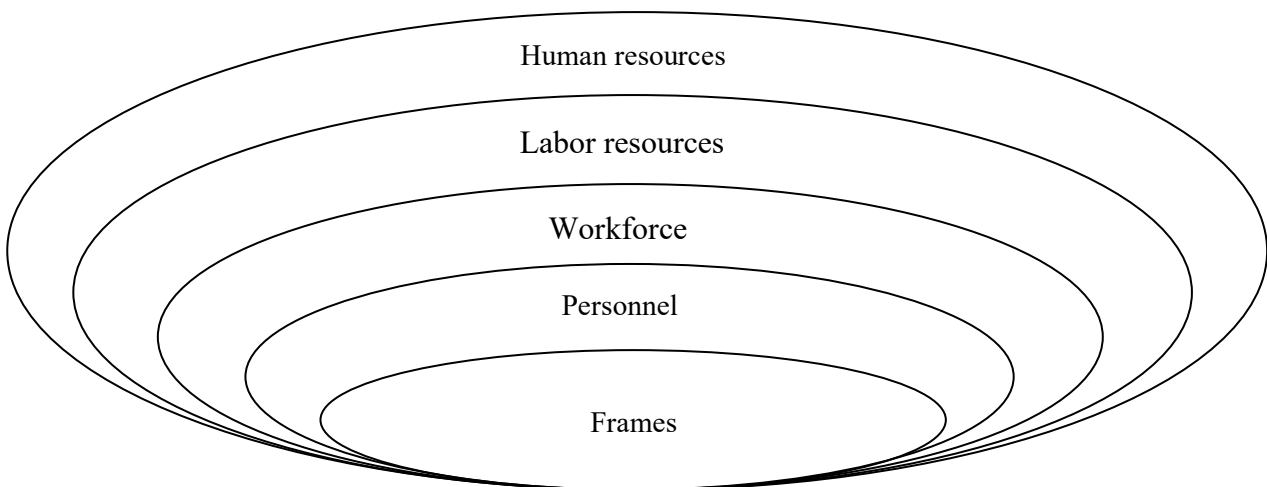 Human resources
Labor resources
Workforce
Personnel
Frames